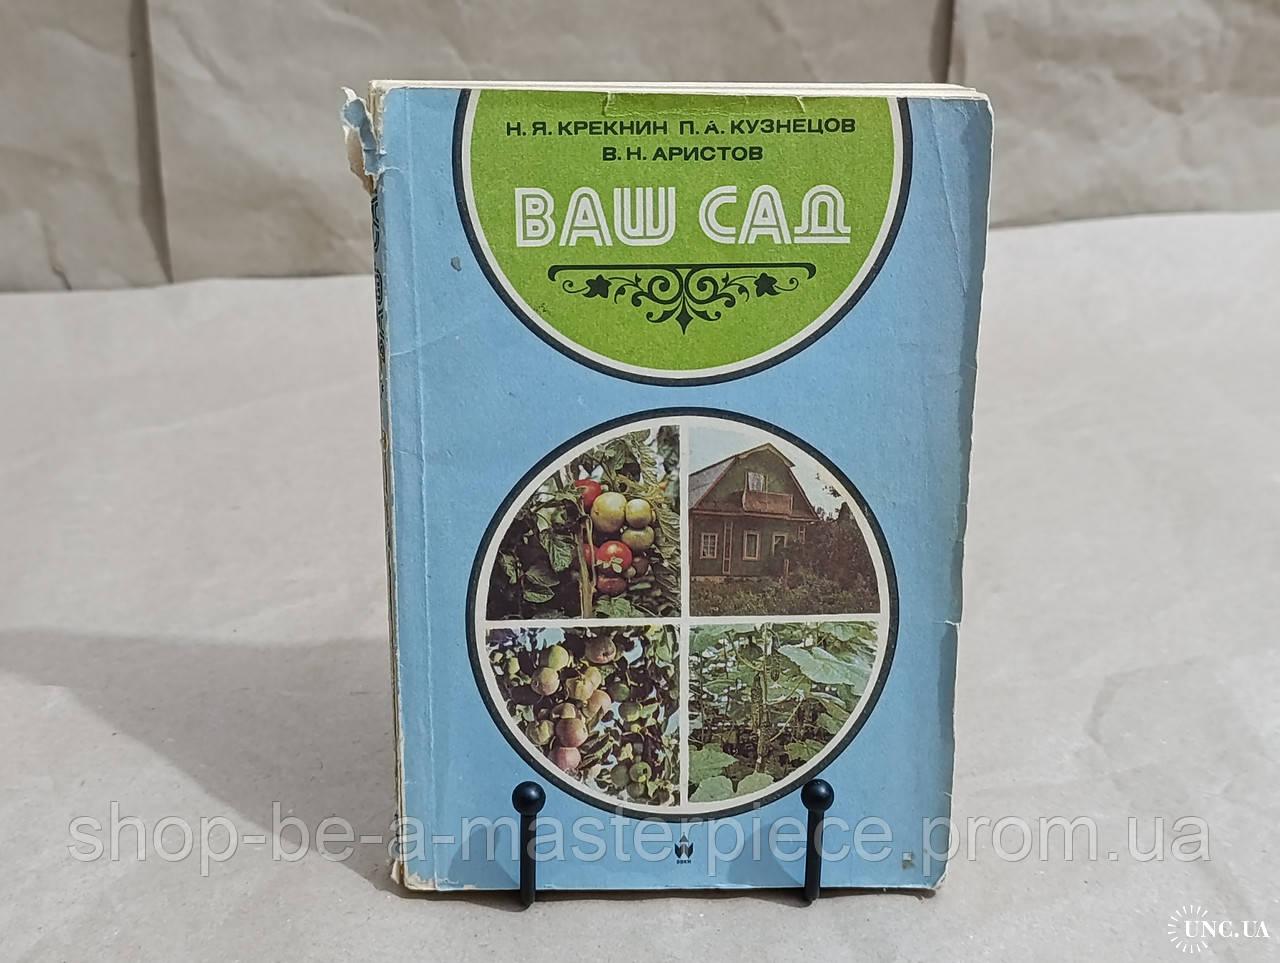 Н. Я. КРЕКНИН П. А. КУЗНЕЦОВ
В. Н. АРИСТОВ
ВАШ САД
shop-be-a-masterpiece.prom.ua
UNC.UA